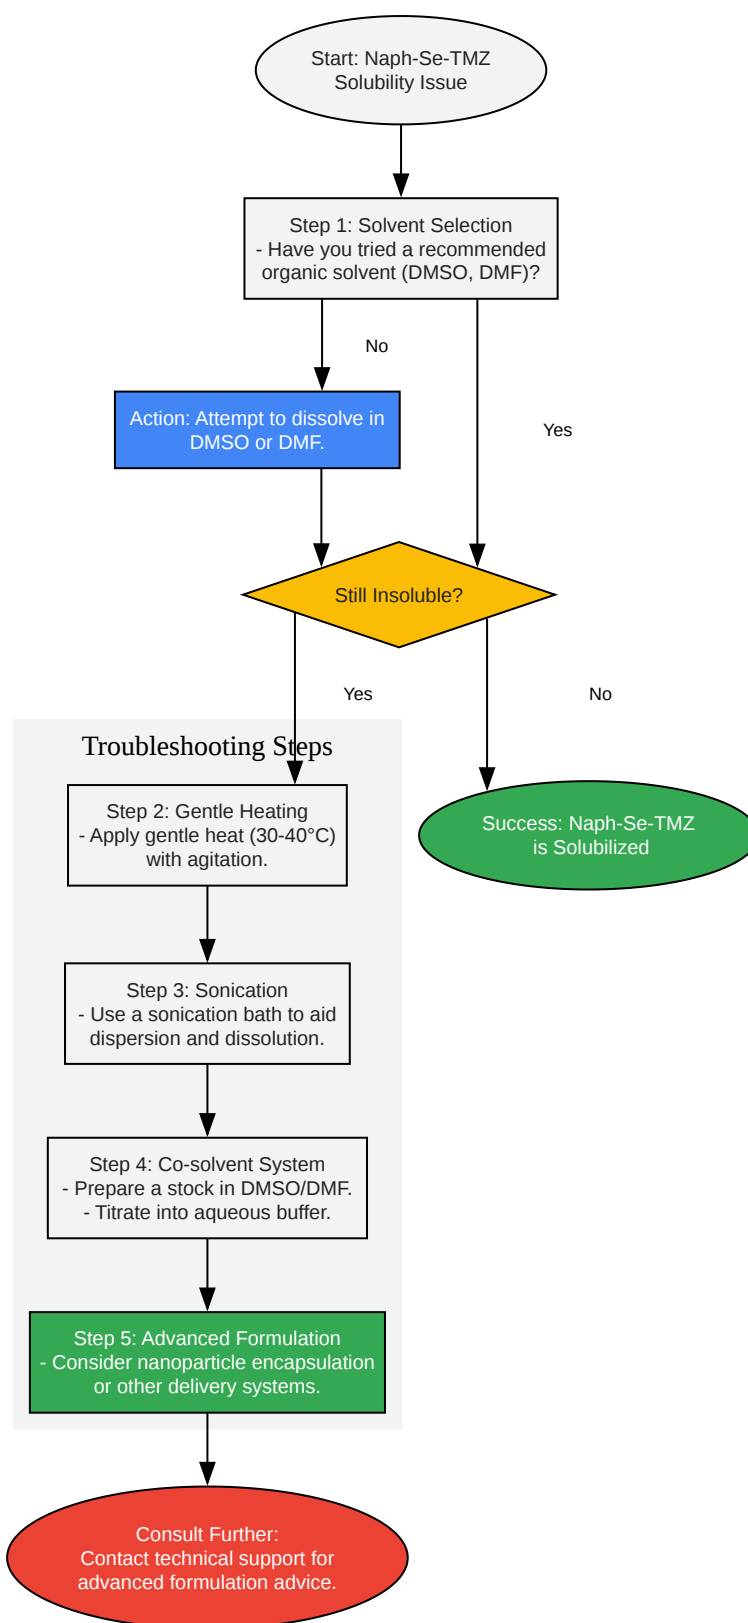 Start: Naph-Se-TMZ
Solubility Issue
Step 1: Solvent Selection
- Have you tried a recommended
organic solvent (DMSO, DMF)?
No
Action: Attempt to dissolve in
DMSO or DMF.
Yes
Still Insoluble?
Yes
No
Troubleshooting Steps
Step 2: Gentle Heating
- Apply gentle heat (30-40°C)
with agitation.
Success: Naph-Se-TMZ
is Solubilized
Step 3: Sonication
- Use a sonication bath to aid
dispersion and dissolution.
Step 4: Co-solvent System
- Prepare a stock in DMSO/DMF.
- Titrate into aqueous buffer.
Step 5: Advanced Formulation
- Consider nanoparticle encapsulation
or other delivery systems.
Consult Further:
Contact technical support for
advanced formulation advice.